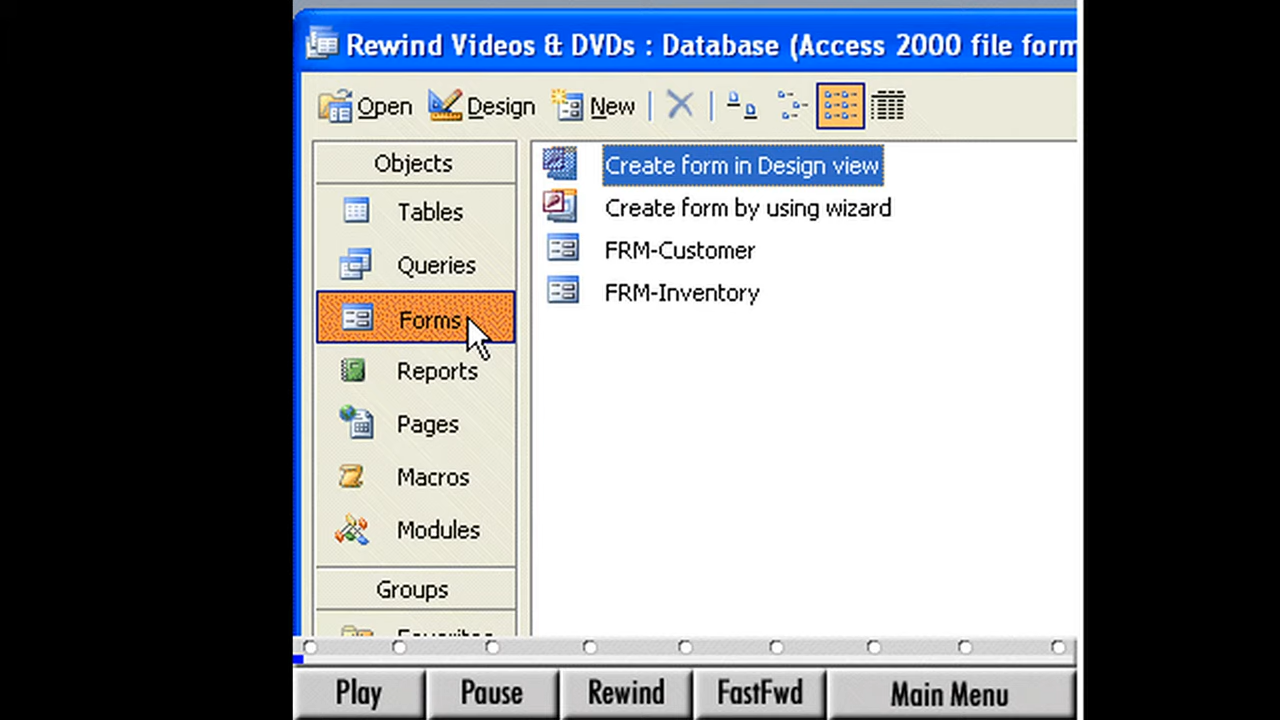 Rewind Videos & DVDs : Database (Access 2000 file form
Open Design New
Objects
Tables
Queries
Forms
Reports
Pages
Macros
Modules
Groups
Favorites
Create form in Design view
Create form by using wizard
FRM-Customer
FRM-Inventory
Play Pause Rewind FastFwd Main Menu